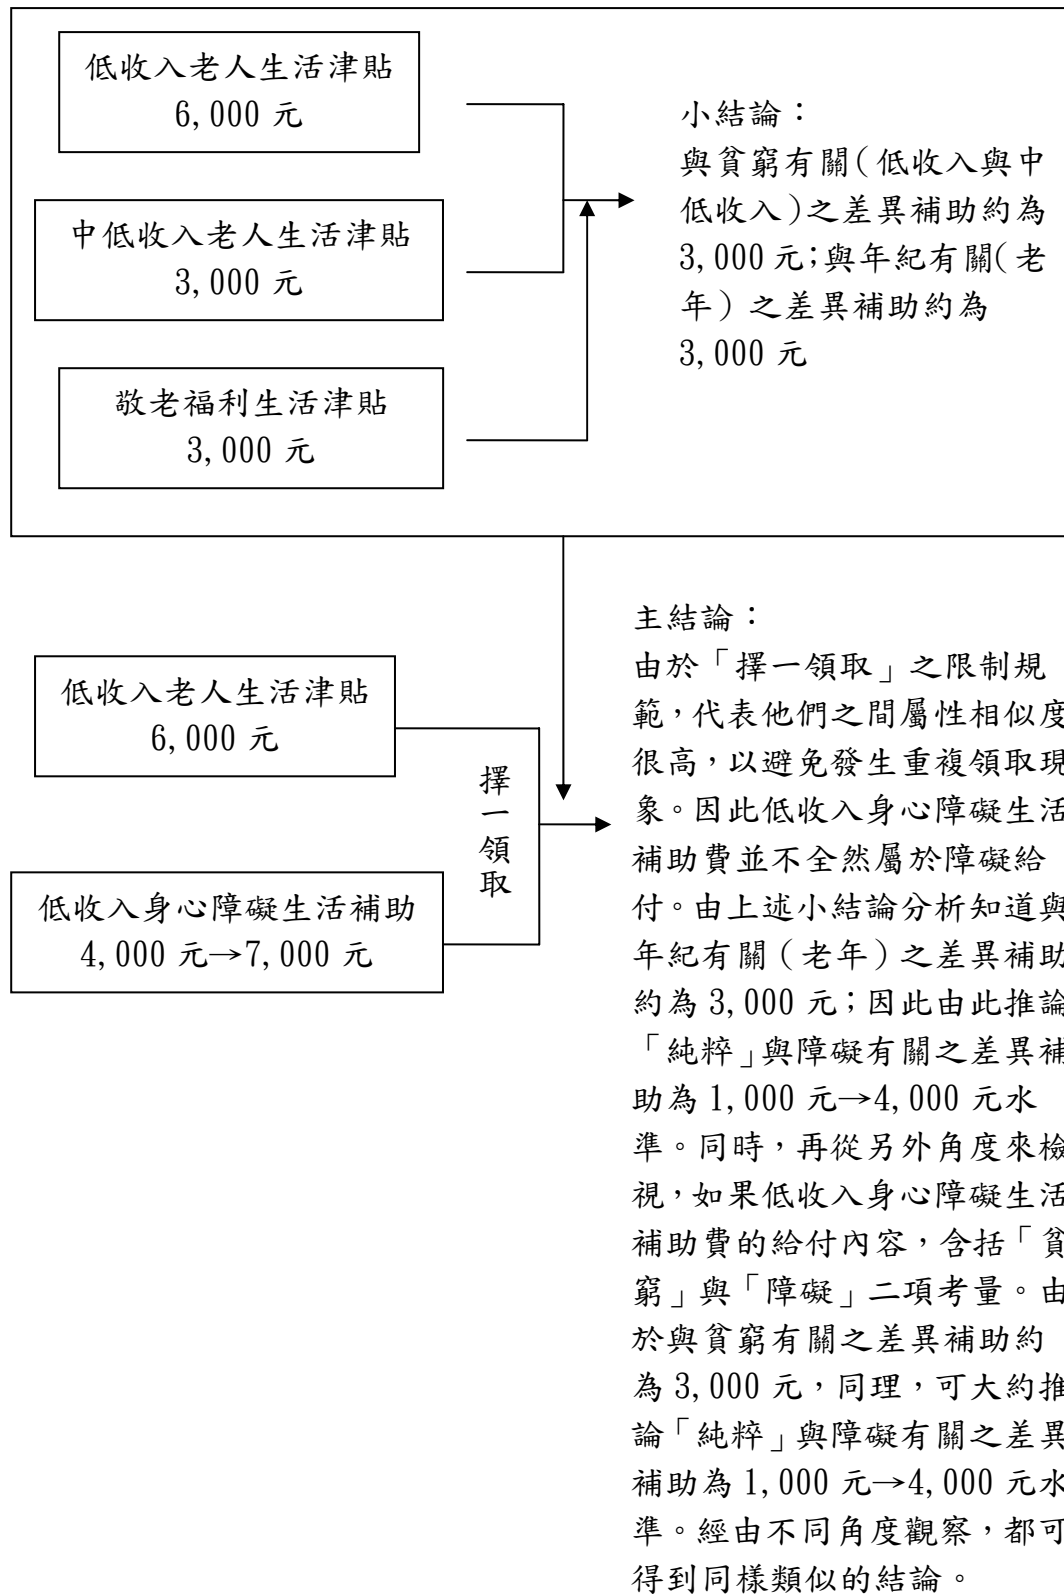 低收入老人生活津貼
6,000 元
中低收入老人生活津貼
3,000 元
敬老福利生活津貼
3,000 元
小結論：
與貧窮有關(低收入與中
低收入)之差異補助約為
3,000 元;與年紀有關(老
年) 之差異補助約為
3,000 元
低收入老人生活津貼
6,000 元
低收入身心障礙生活補助
4,000 元→7,000 元
擇一領取
主結論：
由於「擇一領取」之限制規
範，代表他們之間屬性相似度
很高，以避免發生重複領取現
象。因此低收入身心障礙生活
補助費並不全然屬於障礙給
付。由上述小結論分析知道與
年紀有關（老年）之差異補助
約為 3,000 元；因此由此推論
「純粹」與障礙有關之差異補
助為 1,000 元→4,000 元水
準。同時，再從另外角度來檢
視，如果低收入身心障礙生活
補助費的給付內容，含括「貧
窮」與「障礙」二項考量。由
於與貧窮有關之差異補助約
為 3,000 元，同理，可大約推
論「純粹」與障礙有關之差異
補助為 1,000 元→4,000 元水
準。經由不同角度觀察，都可
得到同樣類似的結論。